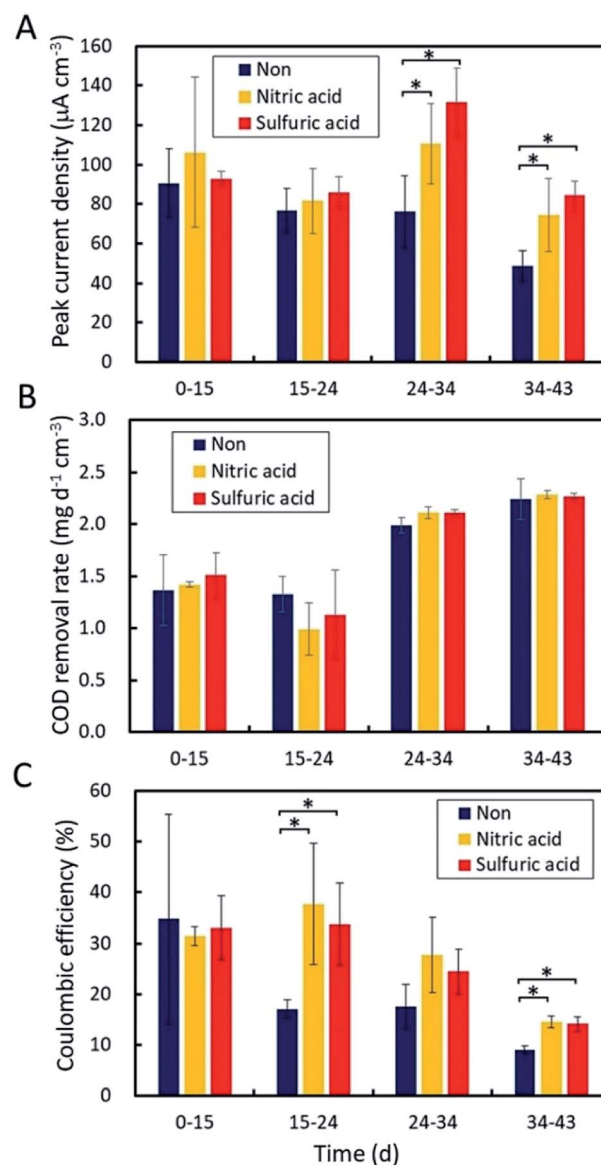 A
Peak current density (μA cm-3)
160
140
120
100
80
60
40
20
0
Non
Nitric acid
Sulfuric acid
*
*
*
*
0-15 15-24 24-34 34-43
B
COD removal rate (mg d-1 cm-3)
3.0
2.5
2.0
1.5
1.0
0.5
0.0
Non
Nitric acid
Sulfuric acid
0-15 15-24 24-34 34-43
C
Coulombic efficiency (%)
60
50
40
30
20
10
0
*
*
Non
Nitric acid
Sulfuric acid
*
*
0-15 15-24 24-34 34-43
Time (d)